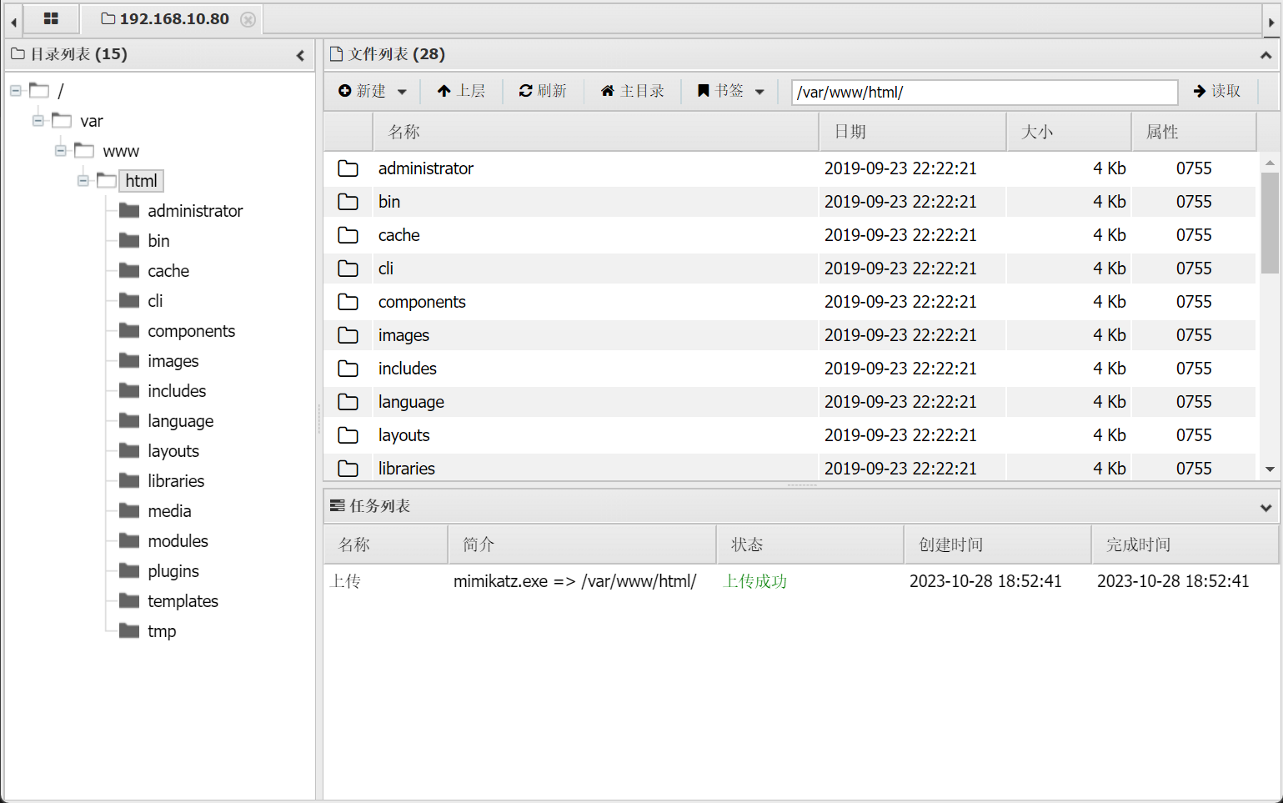 192.168.10.80
目录列表 (15)
/
var
www
html
administrator
bin
cache
cli
components
images
includes
language
layouts
libraries
media
modules
plugins
templates
tmp
文件列表 (28)
新建 上层 刷新 主目录 书签 /var/www/html/ 读取
名称 日期 大小 属性
administrator 2019-09-23 22:22:21 4 Kb 0755
bin 2019-09-23 22:22:21 4 Kb 0755
cache 2019-09-23 22:22:21 4 Kb 0755
cli 2019-09-23 22:22:21 4 Kb 0755
components 2019-09-23 22:22:21 4 Kb 0755
images 2019-09-23 22:22:21 4 Kb 0755
includes 2019-09-23 22:22:21 4 Kb 0755
language 2019-09-23 22:22:21 4 Kb 0755
layouts 2019-09-23 22:22:21 4 Kb 0755
libraries 2019-09-23 22:22:21 4 Kb 0755
任务列表
名称 简介 状态 创建时间 完成时间
上传 mimikatz.exe => /var/www/html/ 上传成功 2023-10-28 18:52:41 2023-10-28 18:52:41